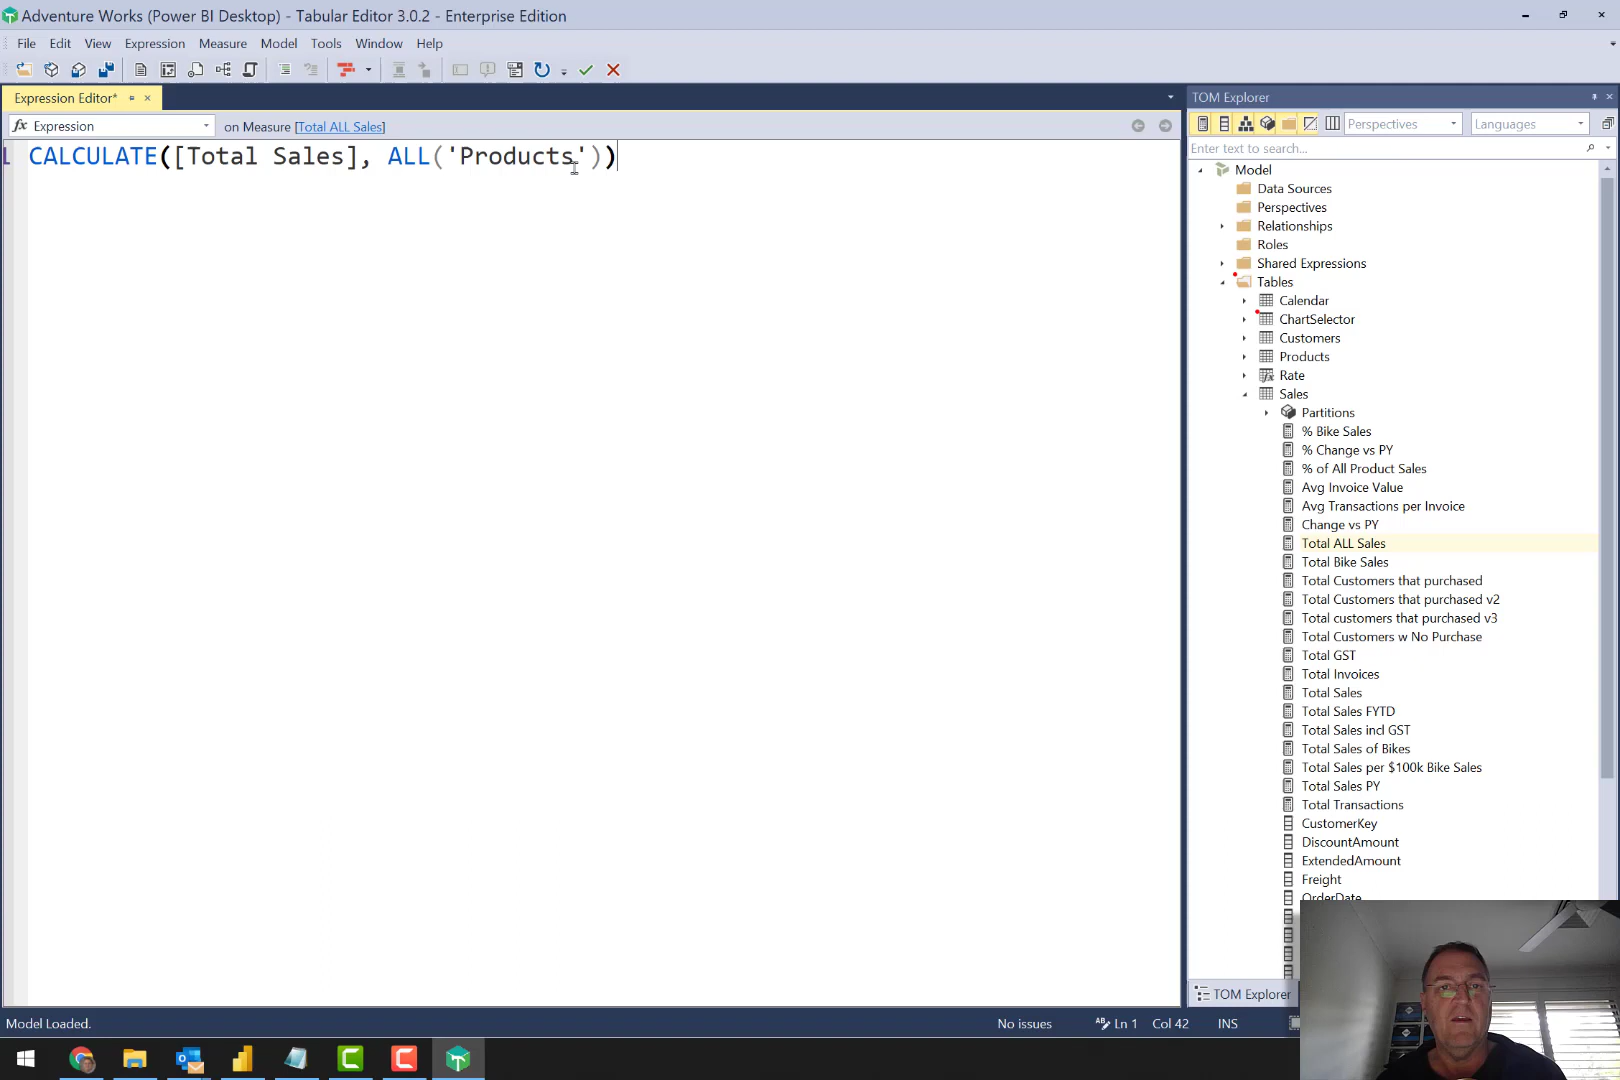 Adventure Works (Power BI Desktop) - Tabular Editor 3.0.2 - Enterprise Edition
File Edit View Expression Measure Model Tools Window Help
Expression Editor*
Expression on Measure [Total ALL Sales]
1 CALCULATE([Total Sales], ALL('Products'))
TOM Explorer
Perspectives Languages
Enter text to search...
Model
Data Sources
Perspectives
Relationships
Roles
Shared Expressions
Tables
Calendar
ChartSelector
Customers
Products
Rate
Sales
Partitions
% Bike Sales
% Change vs PY
% of All Product Sales
Avg Invoice Value
Avg Transactions per Invoice
Change vs PY
Total ALL Sales
Total Bike Sales
Total Customers that purchased
Total Customers that purchased v2
Total customers that purchased v3
Total Customers w No Purchase
Total GST
Total Invoices
Total Sales
Total Sales FYTD
Total Sales incl GST
Total Sales of Bikes
Total Sales per $100k Bike Sales
Total Sales PY
Total Transactions
CustomerKey
DiscountAmount
ExtendedAmount
Freight
OrderDate
TOM Explorer
Model Loaded. No issues Ln 1 Col 42 INS